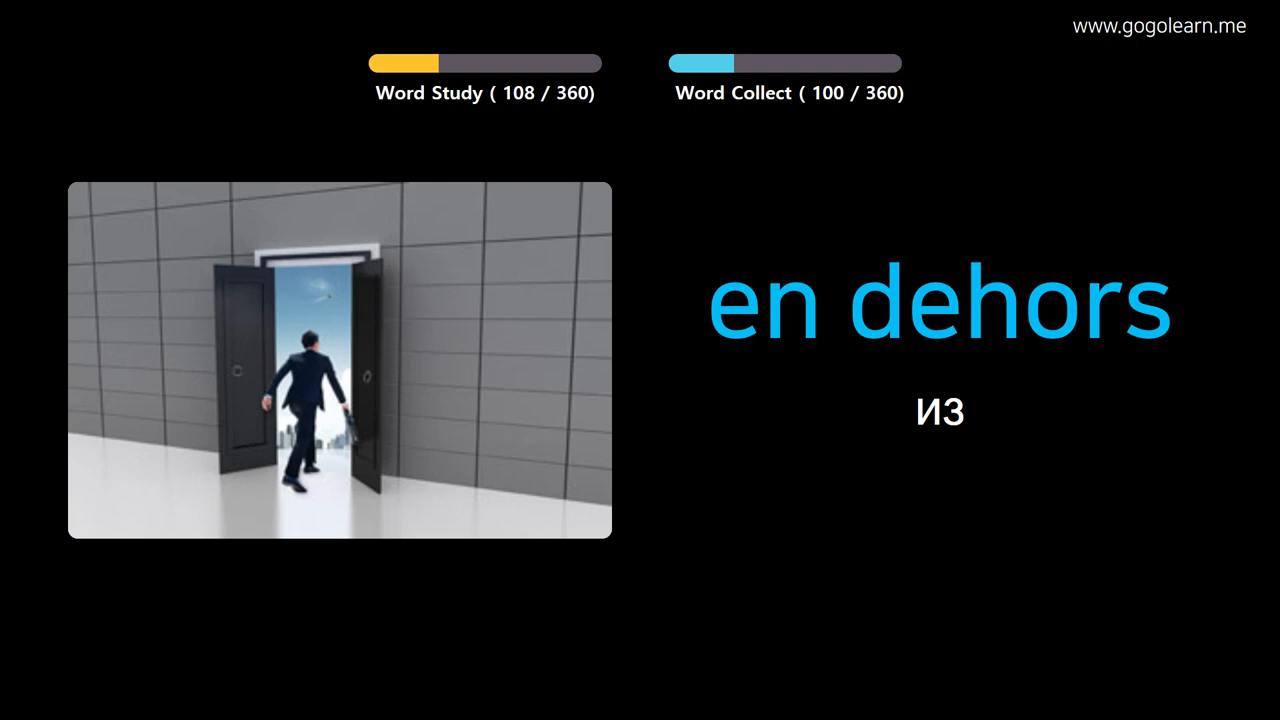 www.gogolearn.me
Word Study ( 108 / 360)
Word Collect ( 100 / 360)
en dehors
из